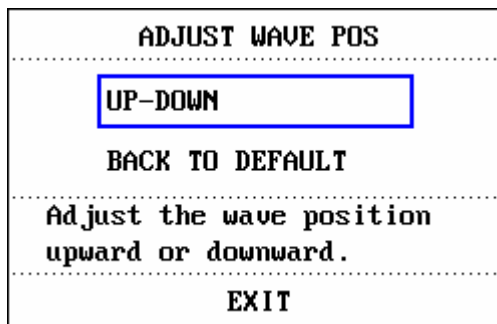 ADJUST WAVE POS
UP-DOWN
BACK TO DEFAULT
Adjust the wave position
upward or downward.
EXIT